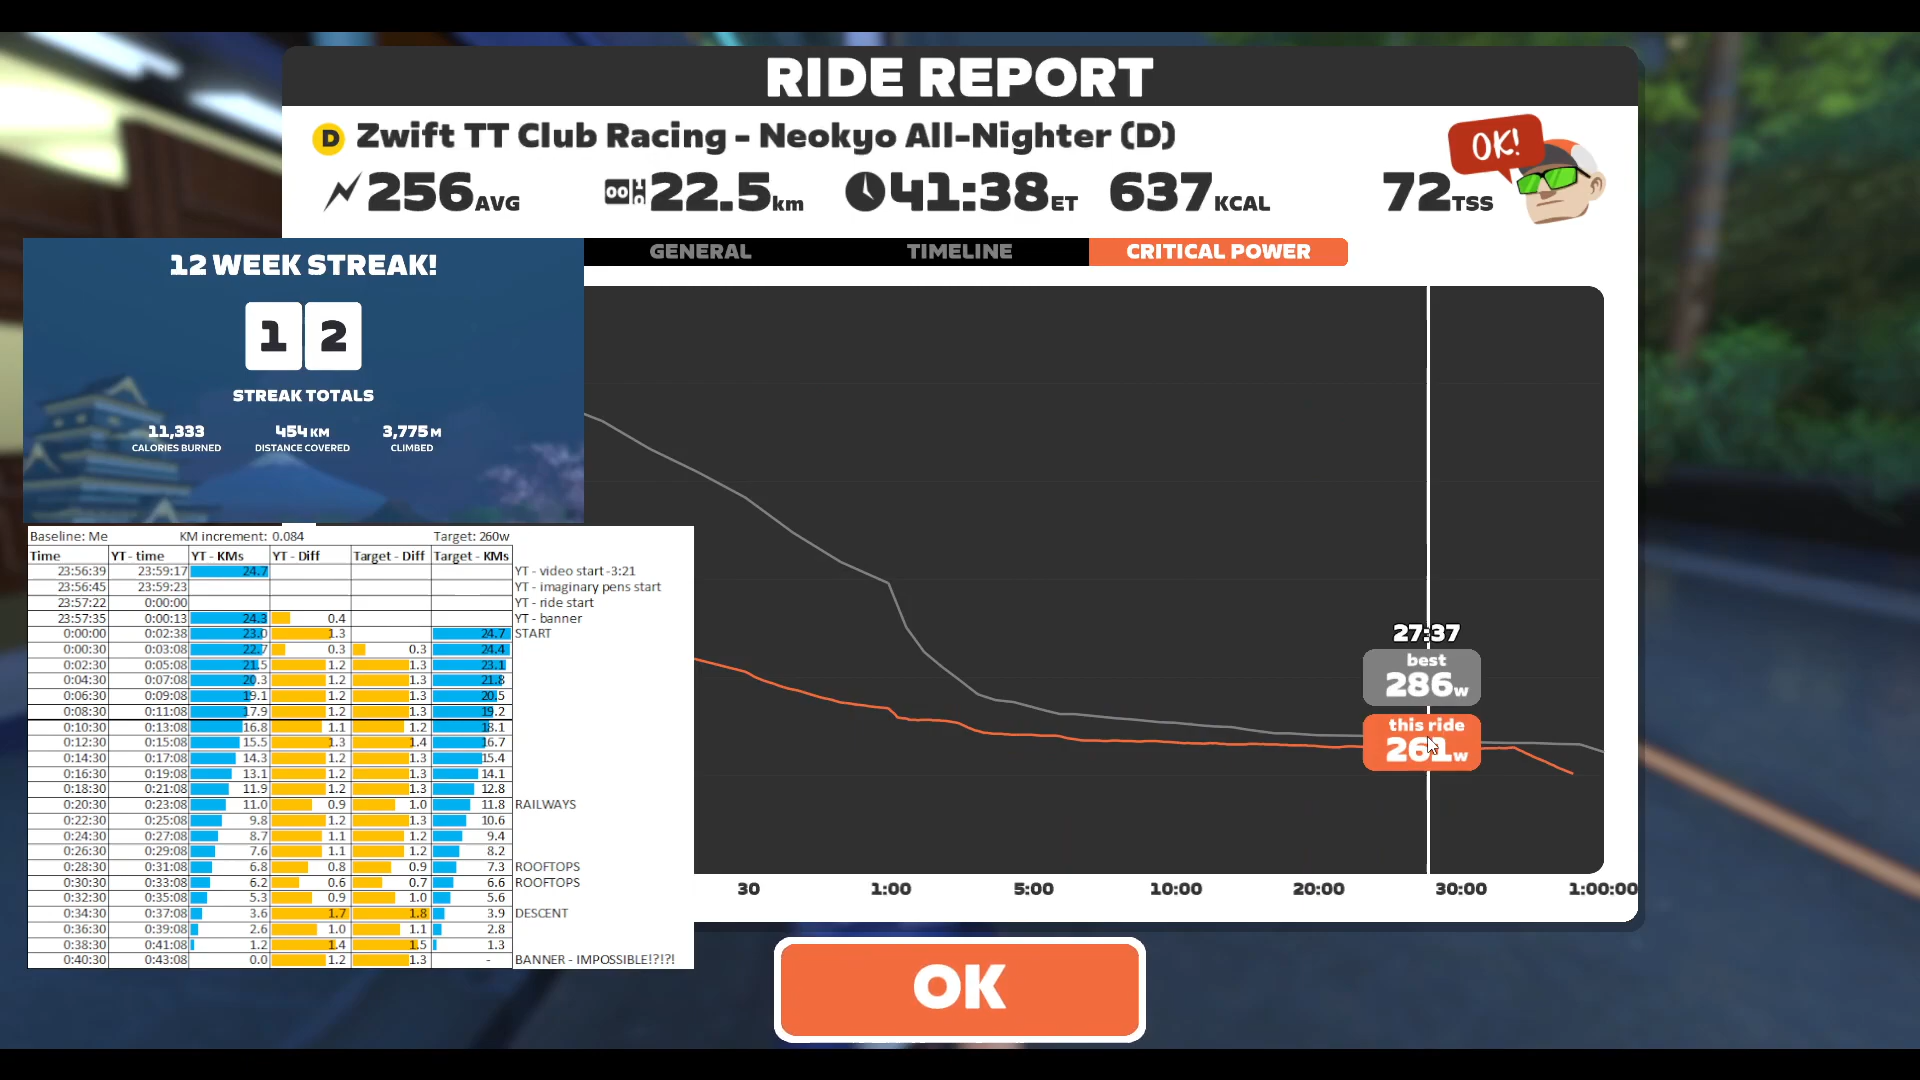 RIDE REPORT
D Zwift TT Club Racing - Neokyo All-Nighter (D)
OK!
256AVG 22.5km 41:38ET 637KCAL 72TSS
GENERAL TIMELINE CRITICAL POWER
12 WEEK STREAK!
1 2
STREAK TOTALS
11,333 454 KM 3,775 M
CALORIES BURNED DISTANCE COVERED CLIMBED
27:37
best
286w
this ride
261w
30 1:00 5:00 10:00 20:00 30:00 1:00:00
Baseline: Me KM increment: 0.084 Target: 260w
Time YT - time YT - KMs YT - Diff Target - Diff Target - KMs
23:56:39 23:59:17 24.7 YT - video start -3:21
23:56:45 23:59:23 YT - imaginary pens start
23:57:22 0:00:00 YT - ride start
23:57:35 0:00:13 24.3 0.4 YT - banner
0:00:00 0:02:38 23.0 1.3 24.7 START
0:00:30 0:03:08 22.7 0.3 0.3 24.4
0:02:30 0:05:08 21.5 1.2 1.3 23.1
0:04:30 0:07:08 20.3 1.2 1.3 21.8
0:06:30 0:09:08 19.1 1.2 1.3 20.5
0:08:30 0:11:08 17.9 1.2 1.3 19.2
0:10:30 0:13:08 16.8 1.1 1.2 18.1
0:12:30 0:15:08 15.5 1.3 1.4 16.7
0:14:30 0:17:08 14.3 1.2 1.3 15.4
0:16:30 0:19:08 13.1 1.2 1.3 14.1
0:18:30 0:21:08 11.9 1.2 1.3 12.8
0:20:30 0:23:08 11.0 0.9 1.0 11.8 RAILWAYS
0:22:30 0:25:08 9.8 1.2 1.3 10.6
0:24:30 0:27:08 8.7 1.1 1.2 9.4
0:26:30 0:29:08 7.6 1.1 1.2 8.2
0:28:30 0:31:08 6.8 0.8 0.9 7.3 ROOFTOPS
0:30:30 0:33:08 6.2 0.6 0.7 6.6 ROOFTOPS
0:32:30 0:35:08 5.3 0.9 1.0 5.6
0:34:30 0:37:08 3.6 1.7 1.8 3.9 DESCENT
0:36:30 0:39:08 2.6 1.0 1.1 2.8
0:38:30 0:41:08 1.2 1.4 1.5 1.3
0:40:30 0:43:08 0.0 1.2 1.3 - BANNER - IMPOSSIBLE!?!?!
OK